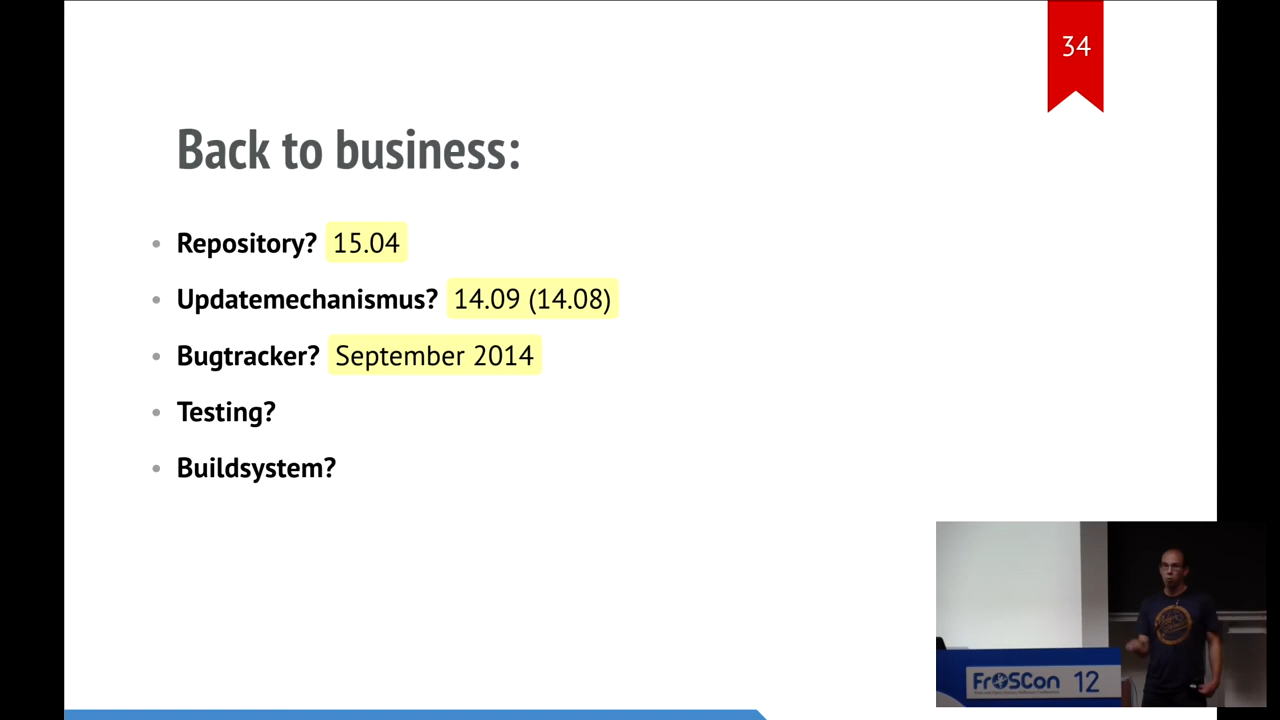 34
Back to business:
Repository? 15.04
Updatemechanismus? 14.09 (14.08)
Bugtracker? September 2014
Testing?
Buildsystem?
FrOSCon 12